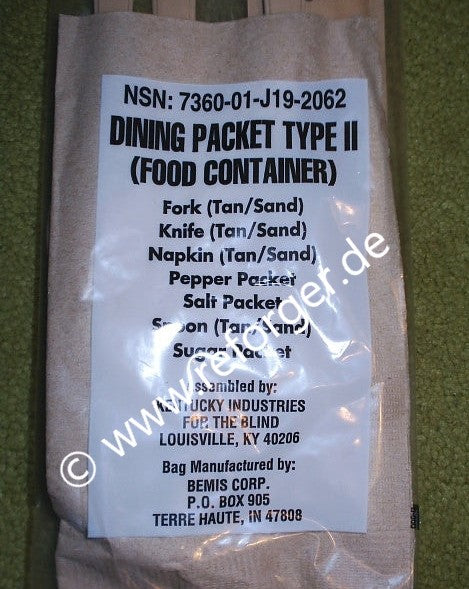 NSN: 7360-01-J19-2062
DINING PACKET TYPE II
(FOOD CONTAINER)
Fork (Tan/Sand)
Knife (Tan/Sand)
Napkin (Tan/Sand)
Pepper Packet
Salt Packet
Spoon (Tan/Sand)
Sugar Packet
Assembled by:
KENTUCKY INDUSTRIES
FOR THE BLIND
LOUISVILLE, KY 40206
Bag Manufactured by:
BEMIS CORP.
P.O. BOX 905
TERRE HAUTE, IN 47808
© www.reforger.de